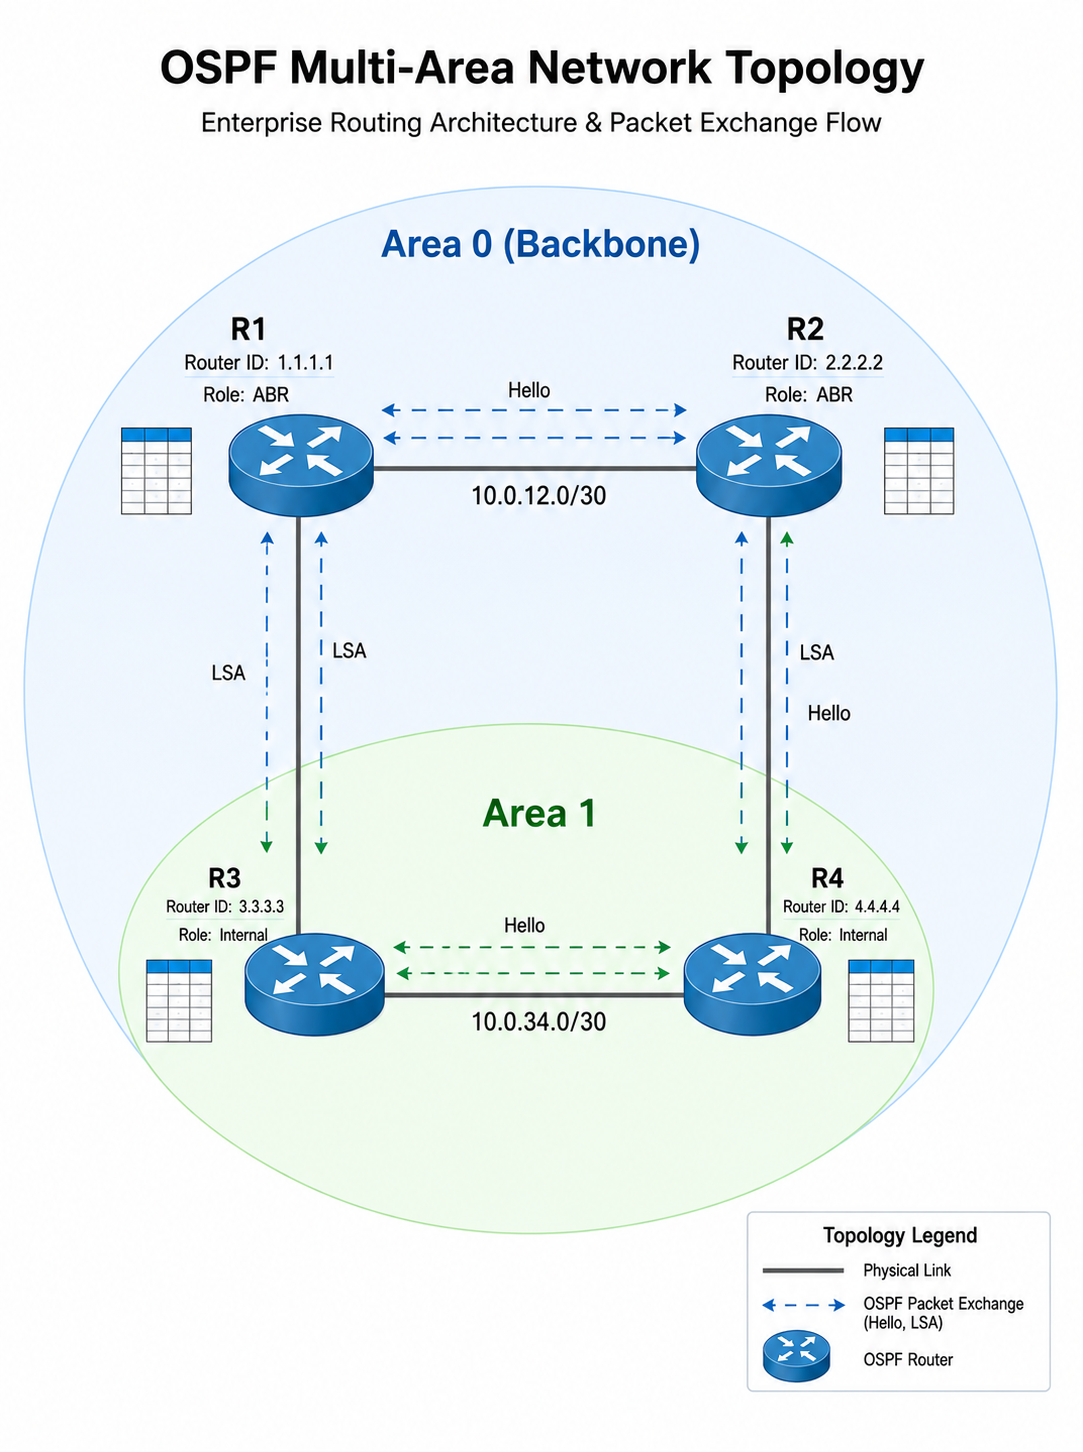 OSPF Multi-Area Network Topology
Enterprise Routing Architecture & Packet Exchange Flow
Area 0 (Backbone)
R1
Router ID: 1.1.1.1
Role: ABR
R2
Router ID: 2.2.2.2
Role: ABR
Hello
10.0.12.0/30
LSA
LSA
LSA
Hello
Area 1
R3
Router ID: 3.3.3.3
Role: Internal
R4
Router ID: 4.4.4.4
Role: Internal
Hello
10.0.34.0/30
Topology Legend
Physical Link
OSPF Packet Exchange
(Hello, LSA)
OSPF Router